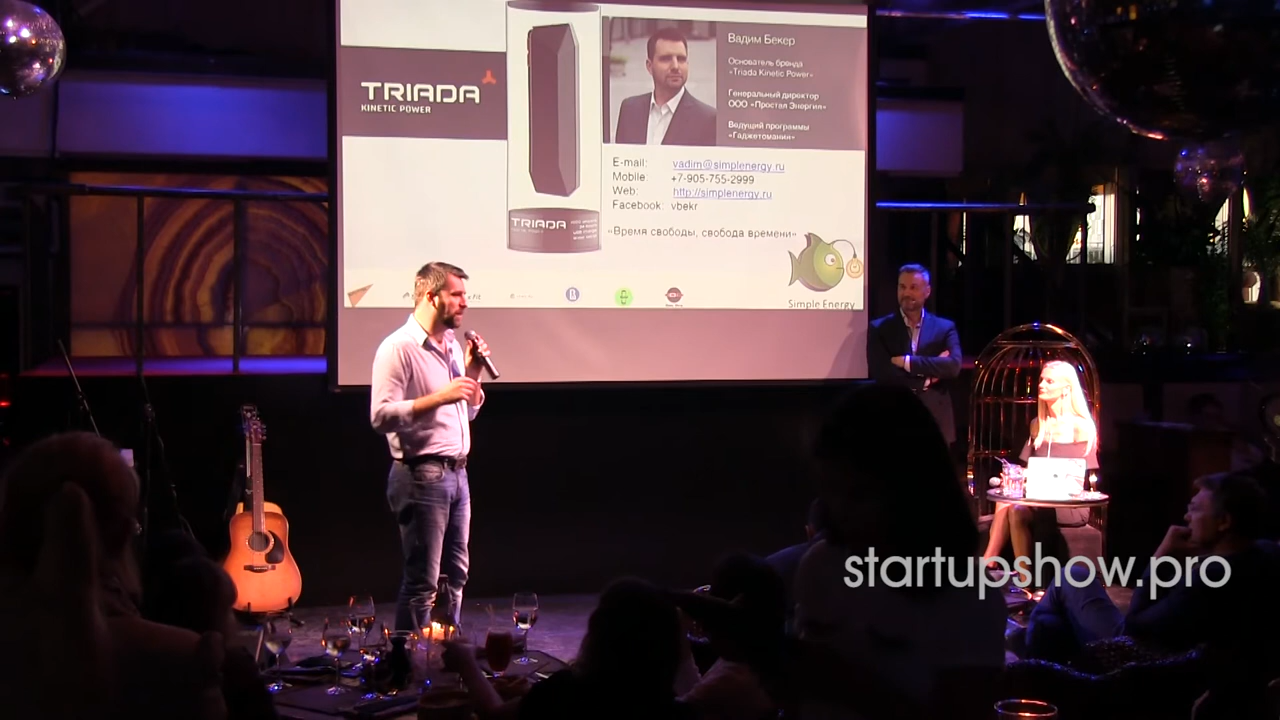 TRIADA
KINETIC POWER
Вадим Бекер
Основатель бренда
«Triada Kinetic Power»
Генеральный директор
ООО «Простая Энергия»
Ведущий программы
«Гаджетомания»
E-mail: vadim@simplenergy.ru
Mobile: +7-905-755-2999
Web: http://simplenergy.ru
Facebook: vbekr
«Время свободы, свобода времени»
TRIADA
Simple Energy
startupshow.pro